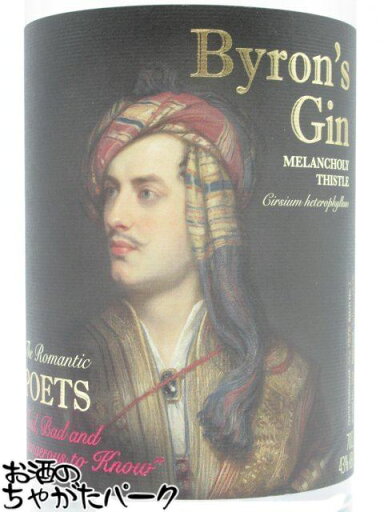 Byron's
Gin
MELANCHOLY
THISTLE
Cirsium heterophyllum
The Romantic
POETS
Bad and
to Know"
お酒の
ちゃがたパーク